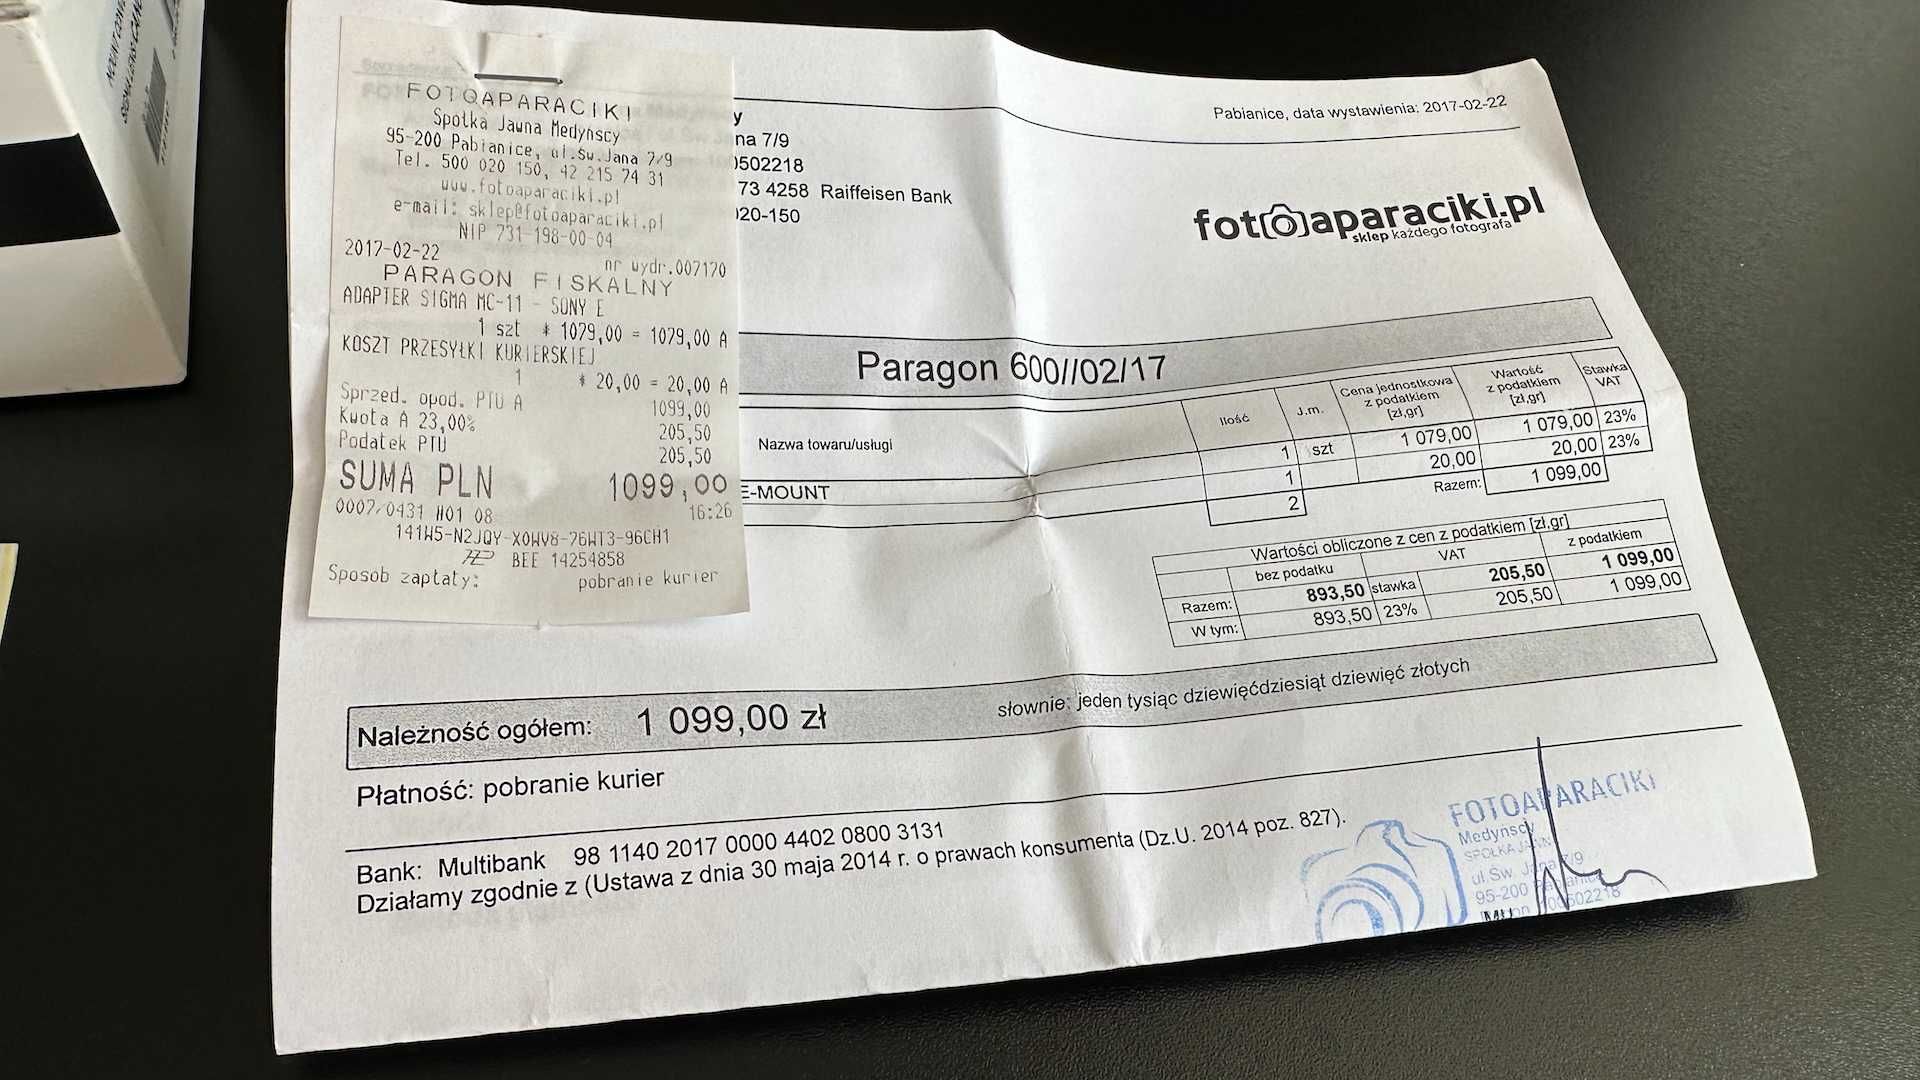 FOTOAPARACIKI
Spółka Jawna Medyńscy
95-200 Pabianice, ul.Św.Jana 7/9
Tel. 500 020 150, 42 215 74 31
www.fotoaparaciki.pl
e-mail: sklep@fotoaparaciki.pl
NIP 731-198-00-04
2017-02-22 nr wydr.007170
PARAGON FISKALNY
ADAPTER SIGMA MC-11 - SONY E
1 szt * 1079,00 = 1079,00 A
KOSZT PRZESYŁKI KURIERSKIEJ
1 * 20,00 = 20,00 A
Sprzed. opod. PTU A 1099,00
Kwota A 23,00% 205,50
Podatek PTU 205,50
SUMA PLN 1099,00
0007/0431 #01 08 16:26
141W5-N2JQY-X0WV8-76WT3-96CH1
BEE 14254858
Sposób zapłaty: pobranie kurier
Pabianice, data wystawienia: 2017-02-22
y
na 7/9
0502218
73 4258 Raiffeisen Bank
020-150
fotoaparaciki.pl
sklep każdego fotografa
Paragon 600//02/17
Nazwa towaru/usługi Ilość J.m. Cena jednostkowa z podatkiem [zł,gr] Wartość z podatkiem [zł,gr] Stawka VAT
1 szt 1 079,00 1 079,00 23%
E-MOUNT 1 20,00 20,00 23%
2 Razem: 1 099,00
Wartości obliczone z cen z podatkiem [zł,gr]
bez podatku VAT z podatkiem
Razem: 893,50 stawka 205,50 1 099,00
W tym: 893,50 23% 205,50 1 099,00
Należność ogółem: 1 099,00 zł słownie: jeden tysiąc dziewięćdziesiąt dziewięć złotych
Płatność: pobranie kurier
Bank: Multibank 98 1140 2017 0000 4402 0800 3131
Działamy zgodnie z (Ustawa z dnia 30 maja 2014 r. o prawach konsumenta (Dz.U. 2014 poz. 827).
FOTOAPARACIKI
Medynscy
ul.Św. Jana 7/9
95-200 Pabianice